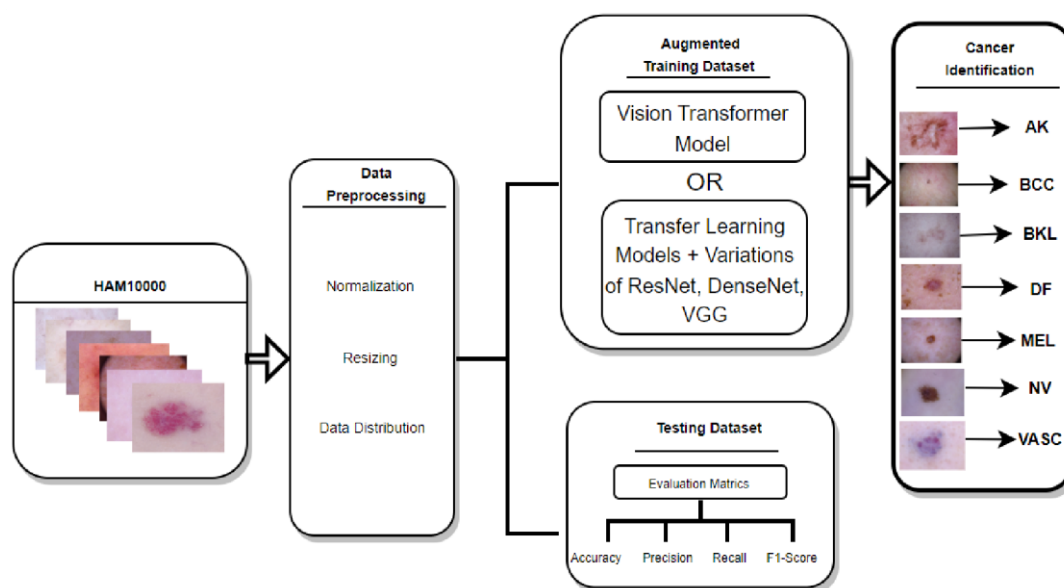 HAM10000
Data
Preprocessing
Normalization
Resizing
Data Distribution
Augmented
Training Dataset
Vision Transformer
Model
OR
Transfer Learning
Models + Variations
of ResNet, DenseNet,
VGG
Testing Dataset
Evaluation Matrics
Accuracy
Precision
Recall
F1-Score
Cancer
Identification
AK
BCC
BKL
DF
MEL
NV
VASC